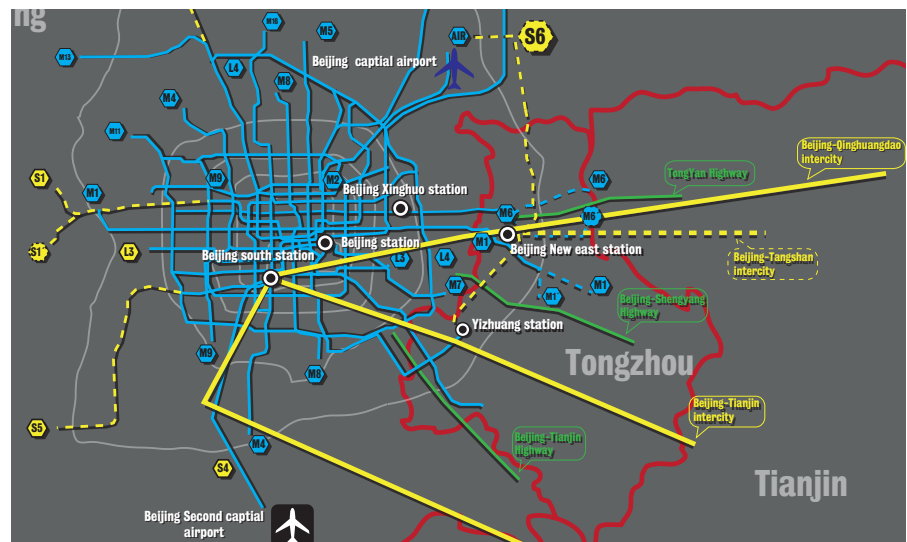 ng
M16
M5
AIR
S6
M13
L4
Beijing captial airport
M8
M4
M11
Beijing-Qinghuangdao
intercity
S1
M9
M2
M6
TongYan Highway
M1
Beijing Xinghuo station
M6
M6
S1
L3
Beijing station
M1
Beijing New east station
Beijing south station
L3
L4
Beijing-Tangshan
intercity
M7
M1
M1
Beijing-Shengyang
Highway
Yizhuang station
M9
Tongzhou
M8
Beijing-Tianjin
intercity
S5
M4
Beijing-Tianjin
Highway
S4
Tianjin
Beijing Second captial
airport